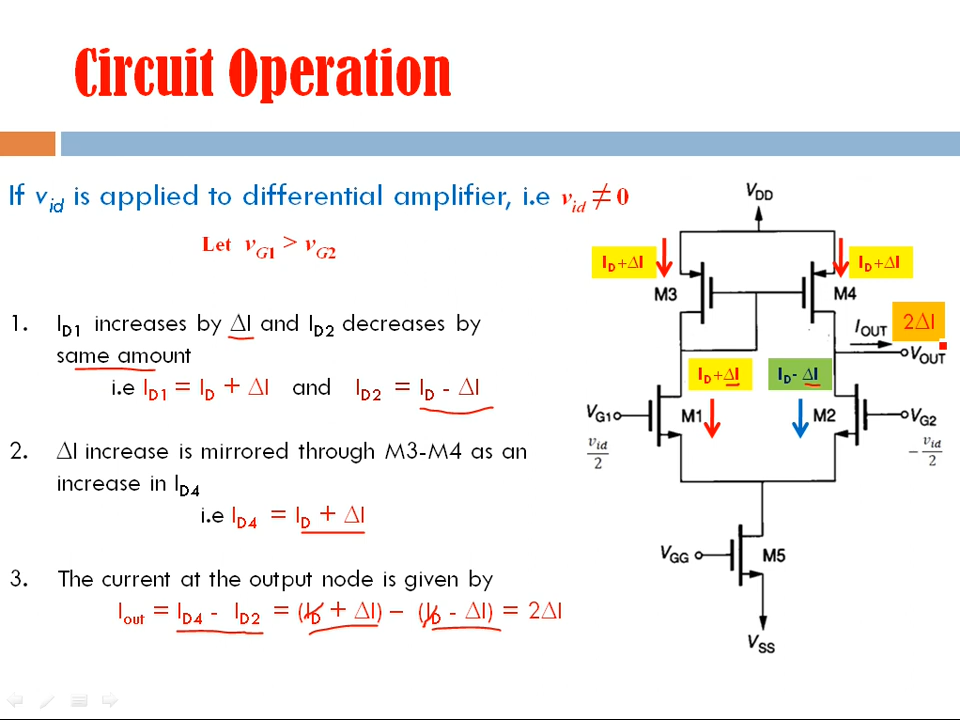 Circuit Operation
If v_id is applied to differential amplifier, i.e v_id ≠ 0
Let v_G1 > v_G2
1. I_D1 increases by ΔI and I_D2 decreases by
same amount
i.e I_D1 = I_D + ΔI and I_D2 = I_D - ΔI
2. ΔI increase is mirrored through M3-M4 as an
increase in I_D4
i.e I_D4 = I_D + ΔI
3. The current at the output node is given by
I_out = I_D4 - I_D2 = (I_D + ΔI) – (I_D - ΔI) = 2ΔI
V_DD
I_D+ΔI
I_D+ΔI
M3
M4
I_OUT
2ΔI
V_OUT
I_D+ΔI
I_D- ΔI
V_G1
M1
M2
V_G2
v_id/2
-v_id/2
V_GG
M5
V_SS